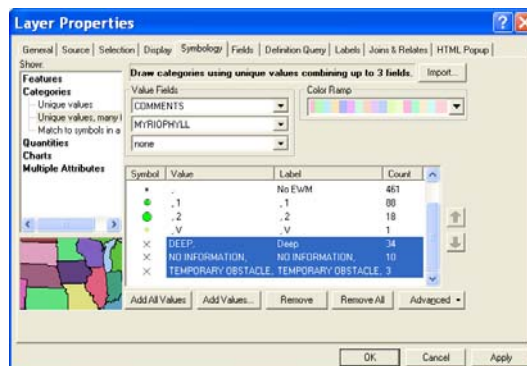 Layer Properties
General Source Selection Display Symbology Fields Definition Query Labels Joins & Relates HTML Popup
Show:
Features
Categories
Unique values
Unique values, many
Match to symbols in a
Quantities
Charts
Multiple Attributes
Draw categories using unique values combining up to 3 fields.
Import...
Value Fields
COMMENTS
MYRIOPHYLL
none
Color Ramp
Symbol Value Label Count
, No EWM 461
, 1 , 1 88
, 2 , 2 18
, V , V 1
DEEP, Deep 34
NO INFORMATION, NO INFORMATION, 10
TEMPORARY OBSTACLE, TEMPORARY OBSTACLE, 3
Add All Values Add Values... Remove Remove All Advanced
OK Cancel Apply